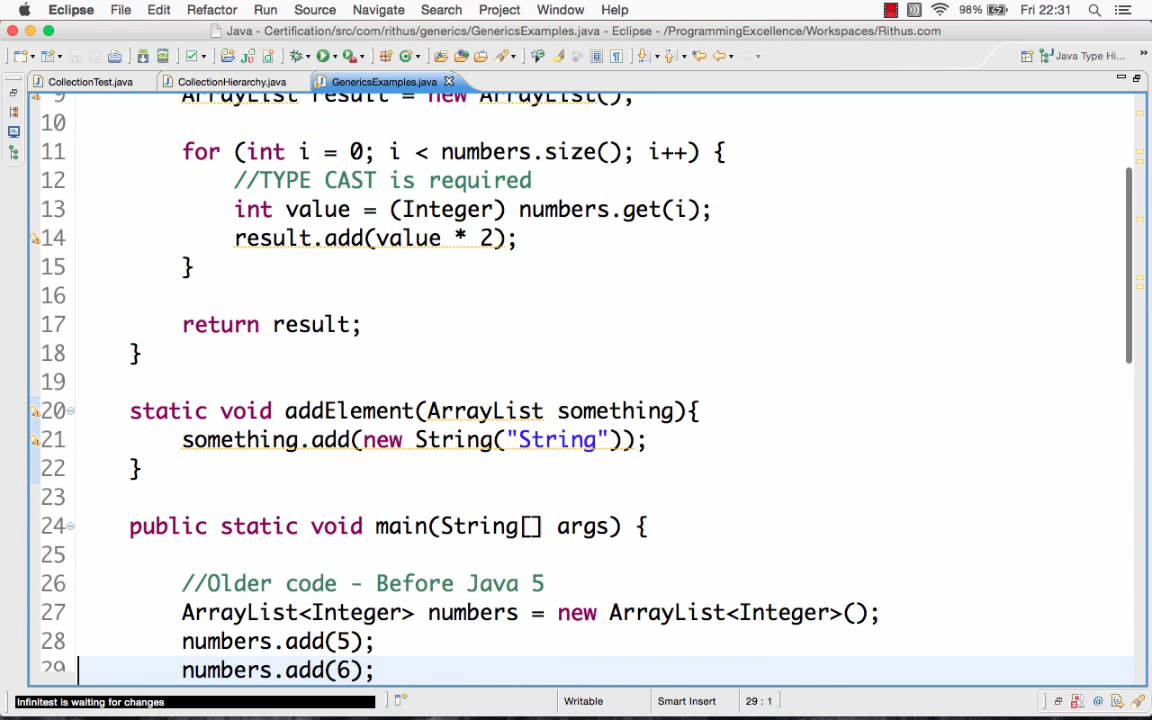 Eclipse File Edit Refactor Run Source Navigate Search Project Window Help 98% Fri 22:31
Java - Certification/src/com/rithus/generics/GenericsExamples.java - Eclipse - /ProgrammingExcellence/Workspaces/Rithus.com
Java Type Hi...
CollectionTest.java CollectionHierarchy.java GenericsExamples.java
9 ArrayList result = new ArrayList();
10
11 for (int i = 0; i < numbers.size(); i++) {
12 //TYPE CAST is required
13 int value = (Integer) numbers.get(i);
14 result.add(value * 2);
15 }
16
17 return result;
18 }
19
20 static void addElement(ArrayList something){
21 something.add(new String("String"));
22 }
23
24 public static void main(String[] args) {
25
26 //Older code - Before Java 5
27 ArrayList<Integer> numbers = new ArrayList<Integer>();
28 numbers.add(5);
29 numbers.add(6);
Infinitest is waiting for changes Writable Smart Insert 29 : 1